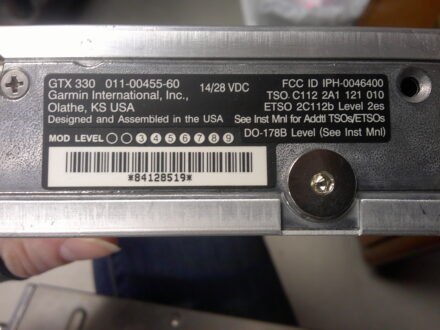 GTX 330 011-00455-60 14/28 VDC FCC ID IPH-0046400
Garmin International, Inc., TSO C112 2A1 121 010
Olathe, KS USA ETSO 2C112b Level 2es
Designed and Assembled in the USA See Inst Mnl for Addtl TSOs/ETSOs
MOD LEVEL 3 4 5 6 7 8 9 DO-178B Level (See Inst Mnl)
*84128519*